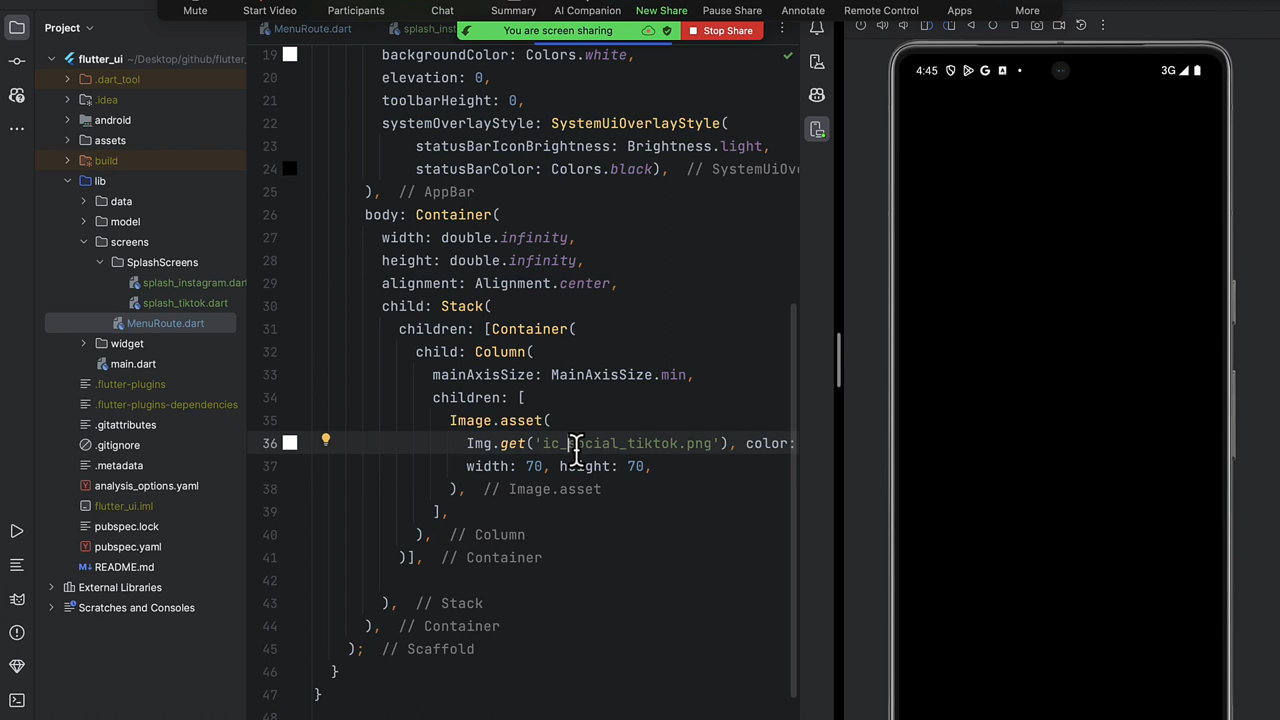 Mute
Start Video
Participants
Chat
Summary
AI Companion
New Share
Pause Share
Annotate
Remote Control
Apps
More
Project
MenuRoute.dart
splash_inst
You are screen sharing
Stop Share
flutter_ui ~/Desktop/github/flutter_
.dart_tool
.idea
android
assets
build
lib
data
model
screens
SplashScreens
splash_instagram.dart
splash_tiktok.dart
MenuRoute.dart
widget
main.dart
.flutter-plugins
.flutter-plugins-dependencies
.gitattributes
.gitignore
.metadata
analysis_options.yaml
flutter_ui.iml
pubspec.lock
pubspec.yaml
README.md
External Libraries
Scratches and Consoles
19 backgroundColor: Colors.white,
20 elevation: 0,
21 toolbarHeight: 0,
22 systemOverlayStyle: SystemUiOverlayStyle(
23 statusBarIconBrightness: Brightness.light,
24 statusBarColor: Colors.black), // SystemUiOve
25 ), // AppBar
26 body: Container(
27 width: double.infinity,
28 height: double.infinity,
29 alignment: Alignment.center,
30 child: Stack(
31 children: [Container(
32 child: Column(
33 mainAxisSize: MainAxisSize.min,
34 children: [
35 Image.asset(
36 Img.get('ic_social_tiktok.png'), color:
37 width: 70, height: 70,
38 ), // Image.asset
39 ],
40 ), // Column
41 )], // Container
42
43 ), // Stack
44 ), // Container
45 ); // Scaffold
46 }
47 }
48
4:45
3G